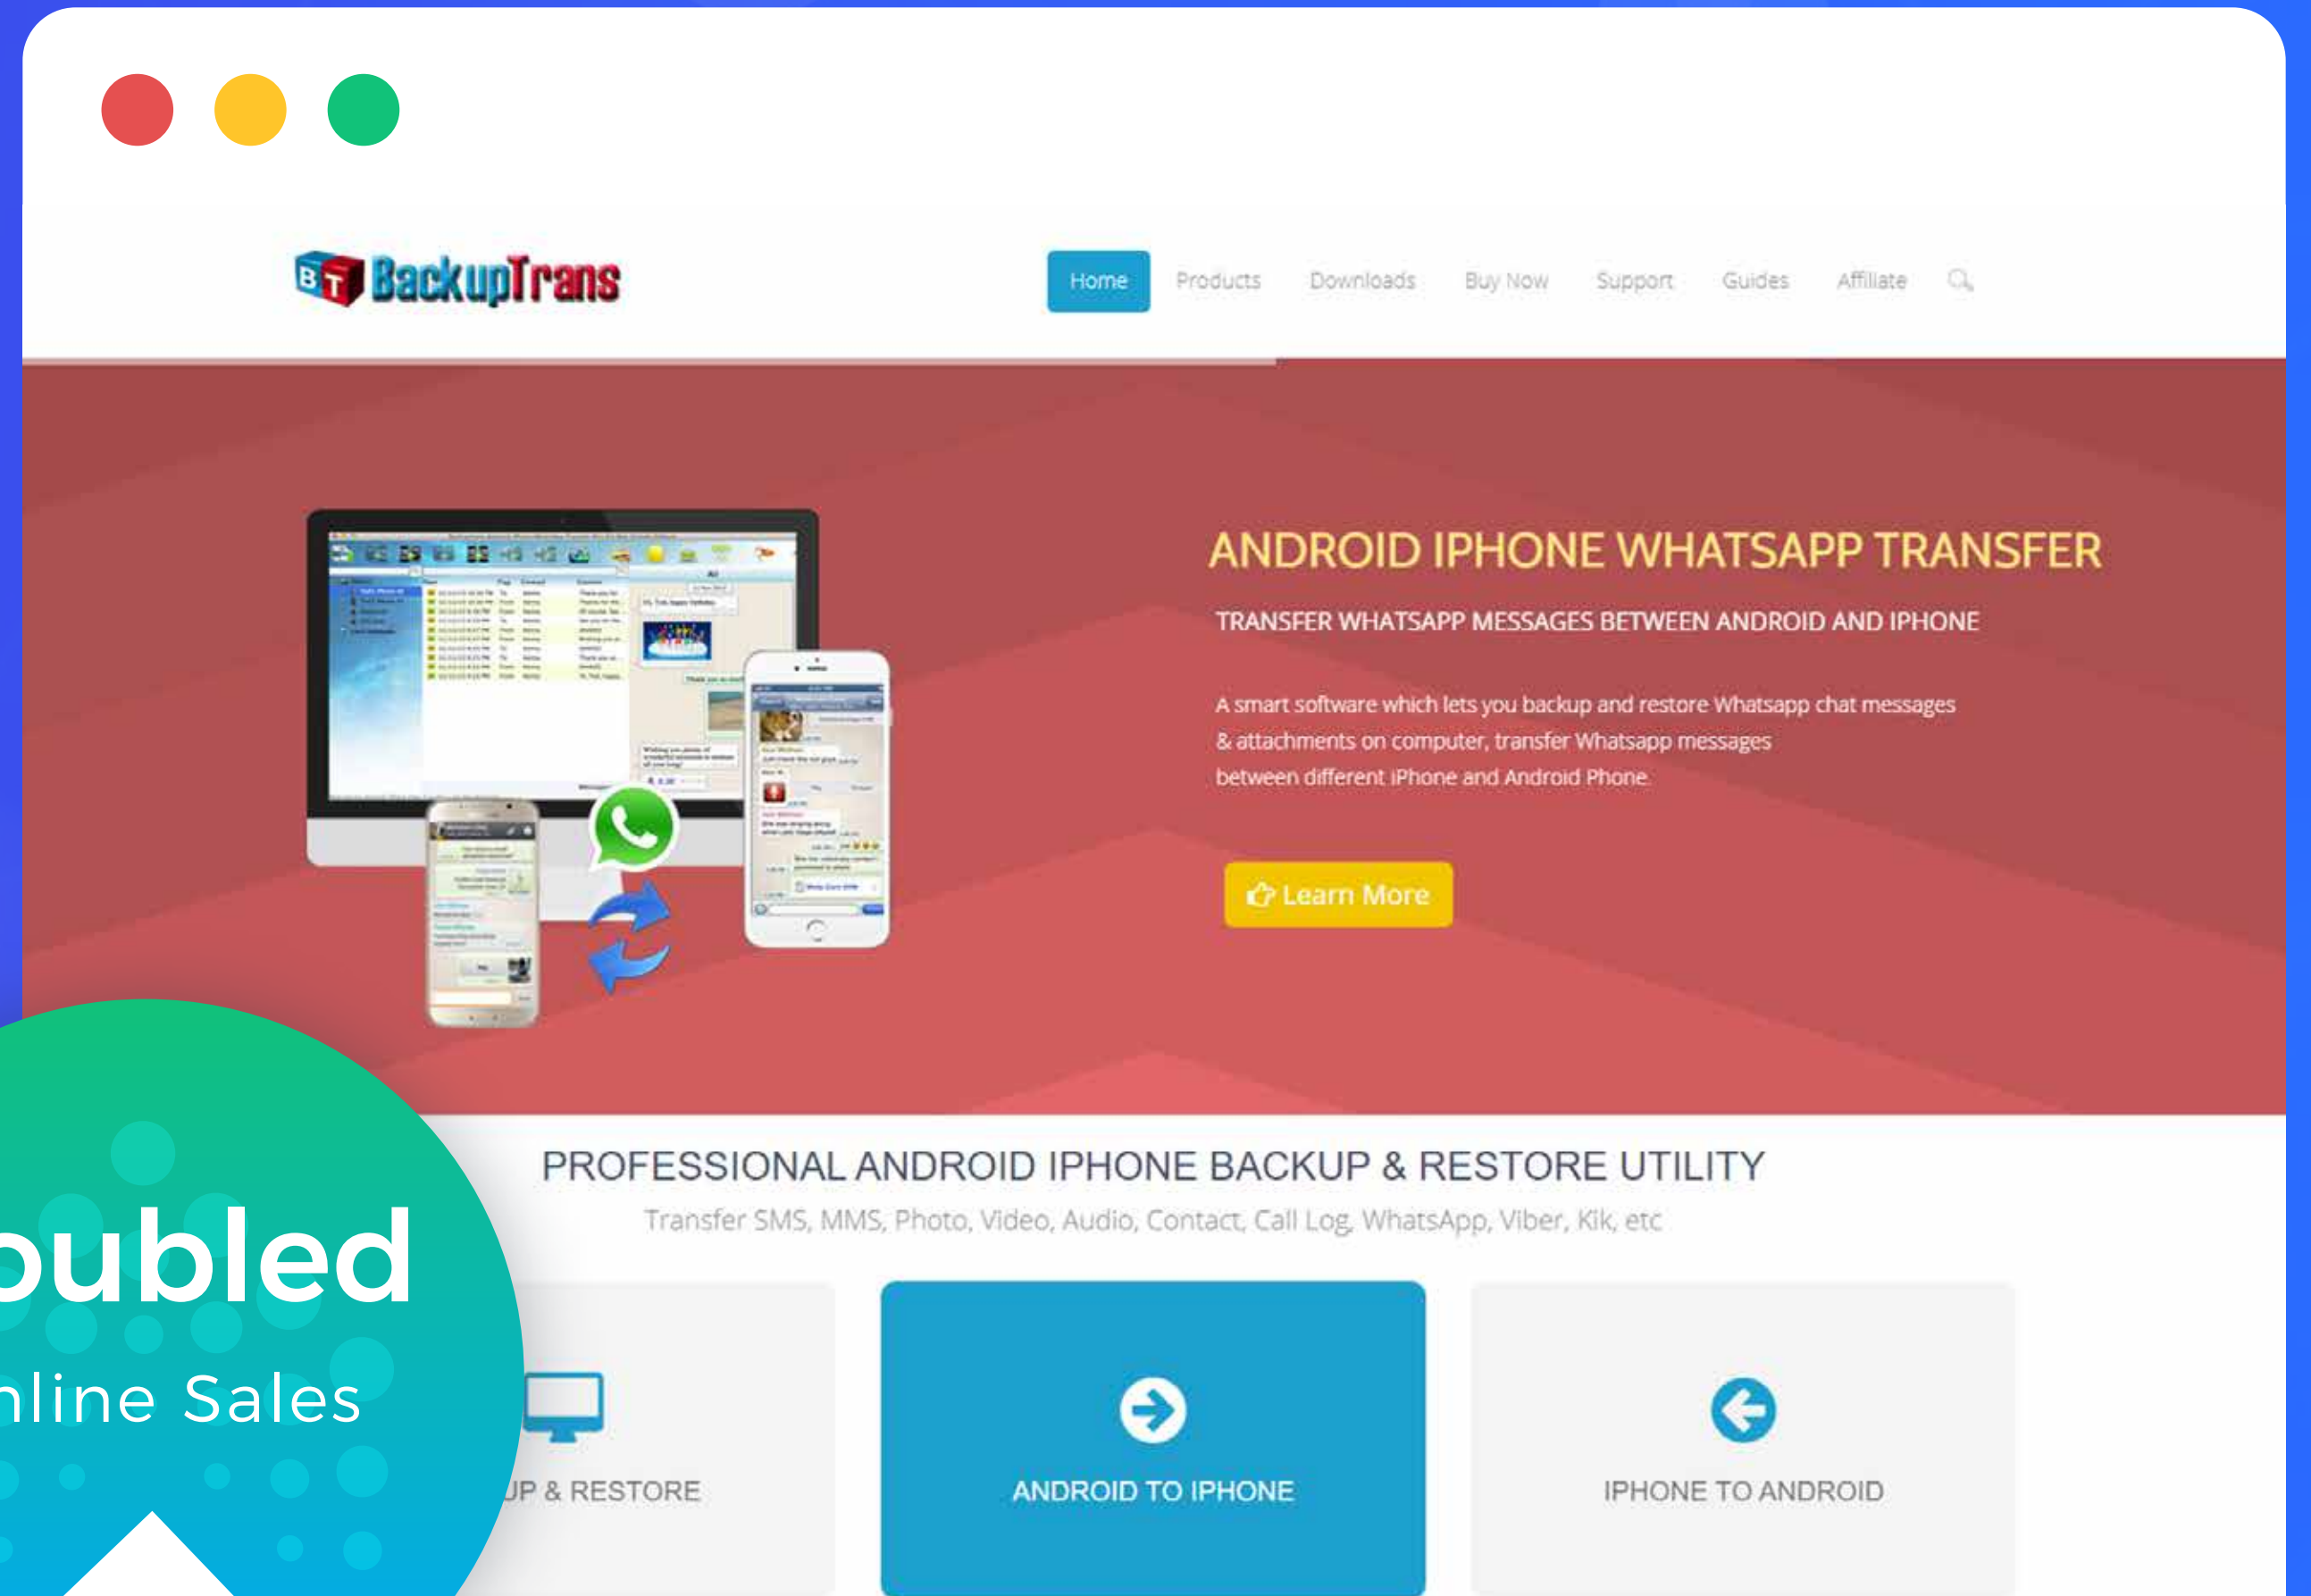 BT BackupTrans
Home Products Downloads Buy Now Support Guides Affiliate
ANDROID IPHONE WHATSAPP TRANSFER
TRANSFER WHATSAPP MESSAGES BETWEEN ANDROID AND IPHONE
A smart software which lets you backup and restore Whatsapp chat messages
& attachments on computer, transfer Whatsapp messages
between different iPhone and Android Phone.
Learn More
PROFESSIONAL ANDROID IPHONE BACKUP & RESTORE UTILITY
Transfer SMS, MMS, Photo, Video, Audio, Contact, Call Log, WhatsApp, Viber, Kik, etc
oubled
nline Sales
UP & RESTORE
ANDROID TO IPHONE
IPHONE TO ANDROID